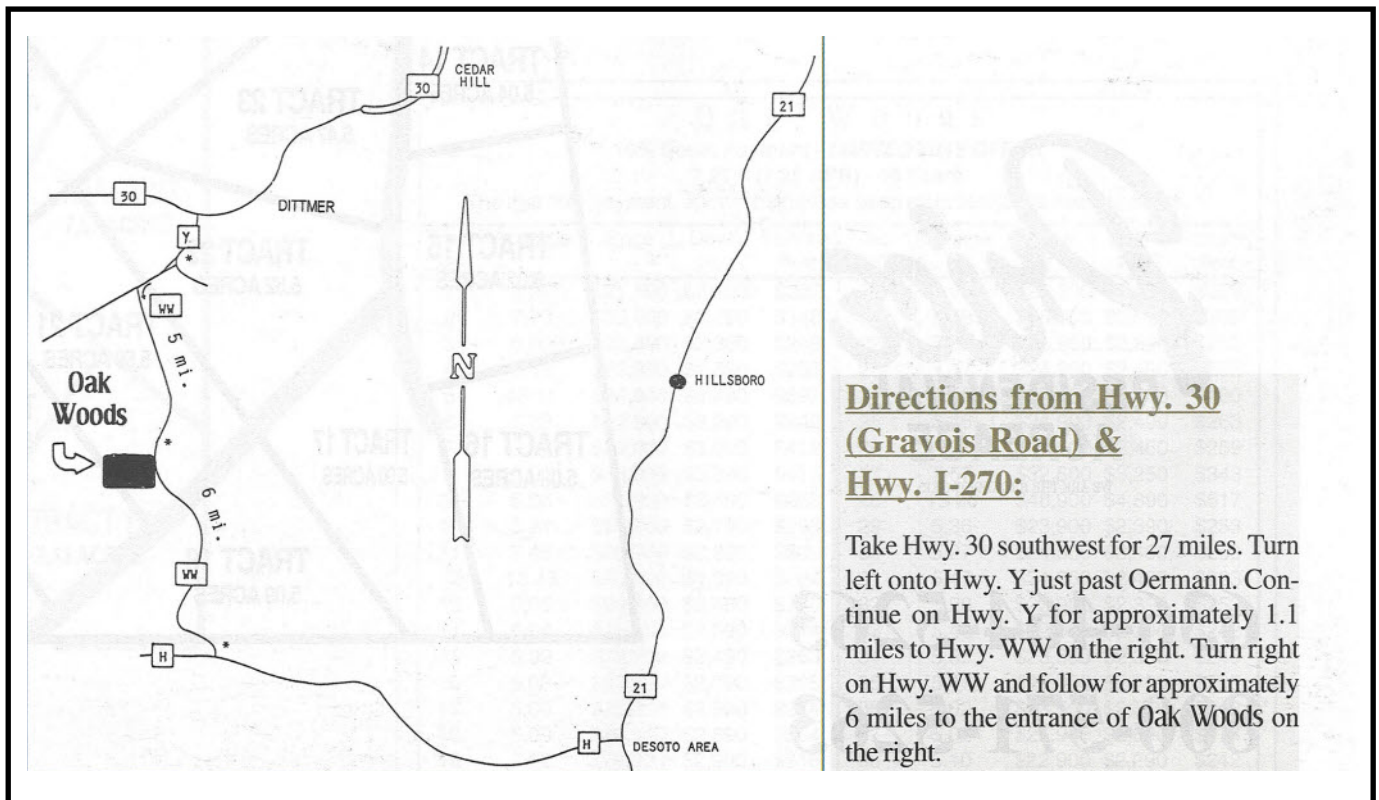 CEDAR
HILL
30
21
30
DITTMER
Y
*
WW
5 mi.
Oak
Woods
N
HILLSBORO
*
6 mi.
WW
*
H
21
H
DESOTO AREA
Directions from Hwy. 30
(Gravois Road) &
Hwy. I-270:
Take Hwy. 30 southwest for 27 miles. Turn
left onto Hwy. Y just past Oermann. Con-
tinue on Hwy. Y for approximately 1.1
miles to Hwy. WW on the right. Turn right
on Hwy. WW and follow for approximately
6 miles to the entrance of Oak Woods on
the right.